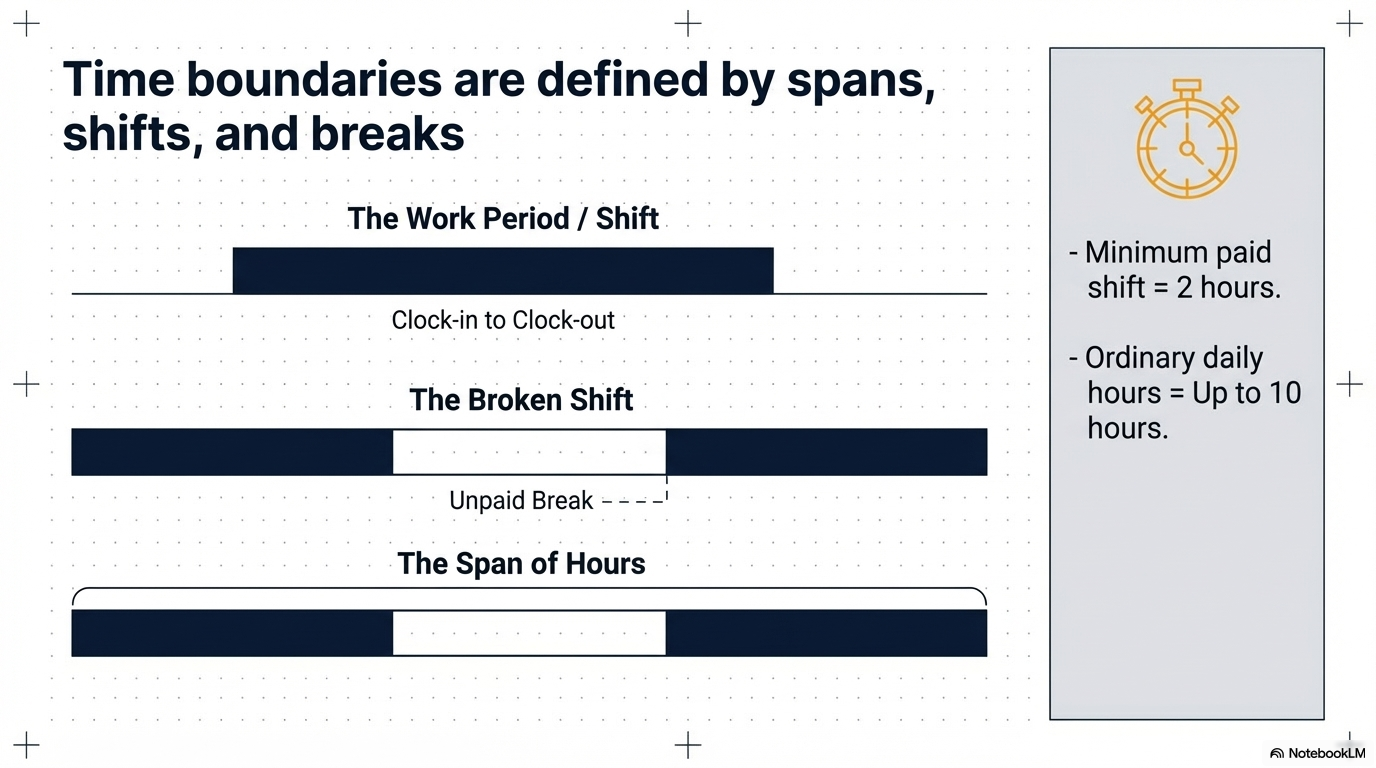 Time boundaries are defined by spans,
shifts, and breaks
The Work Period / Shift
Clock-in to Clock-out
The Broken Shift
Unpaid Break
The Span of Hours
- Minimum paid
shift = 2 hours.
- Ordinary daily
hours = Up to 10
hours.
NotebookLM